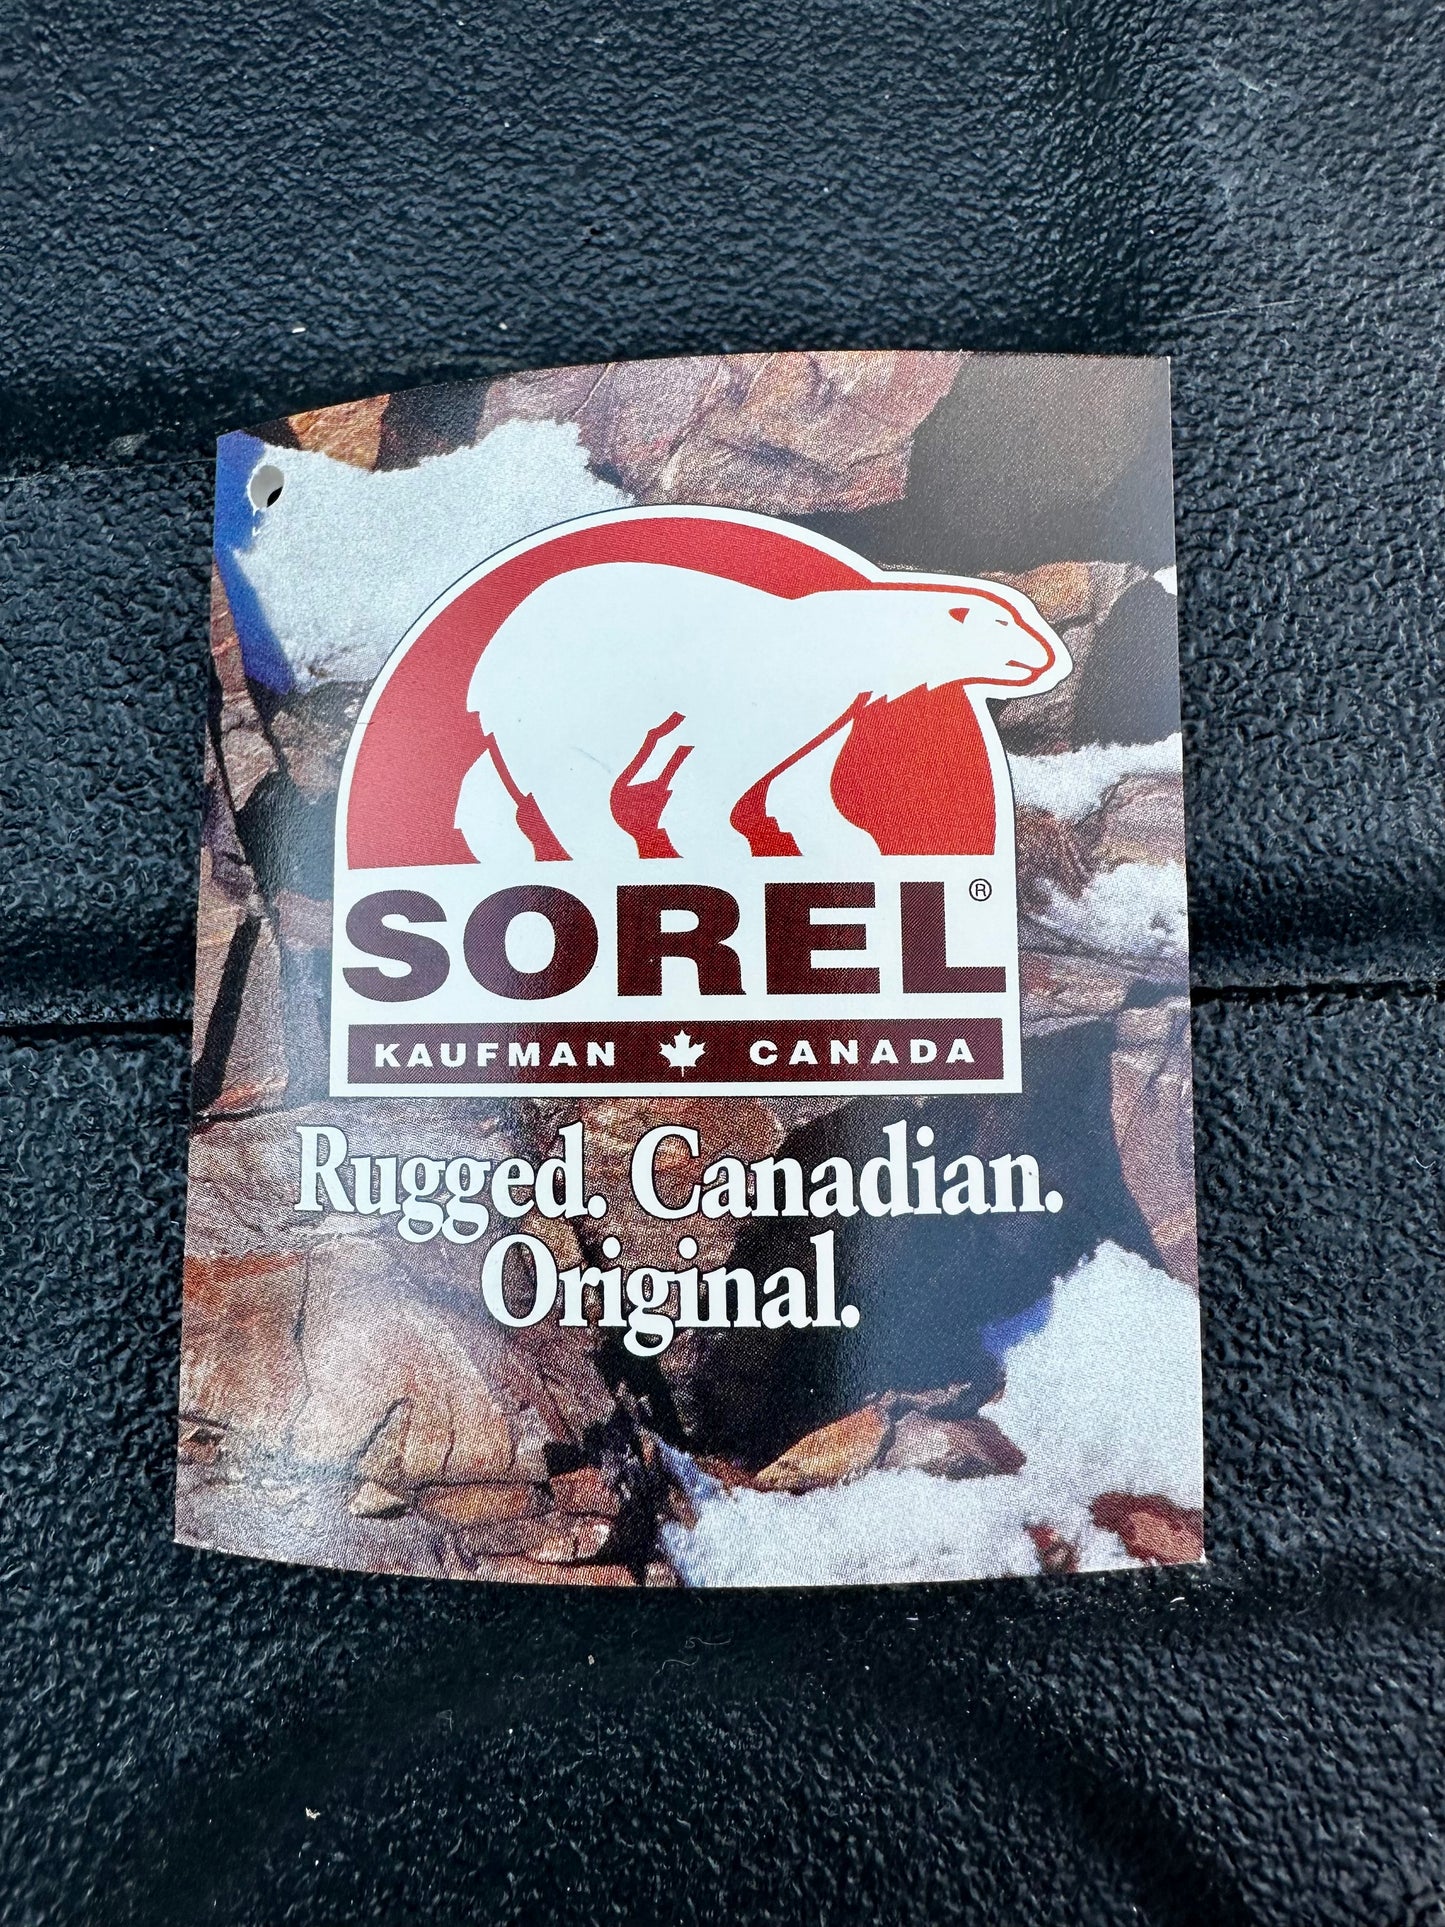 SOREL®
KAUFMAN CANADA
Rugged. Canadian.
Original.